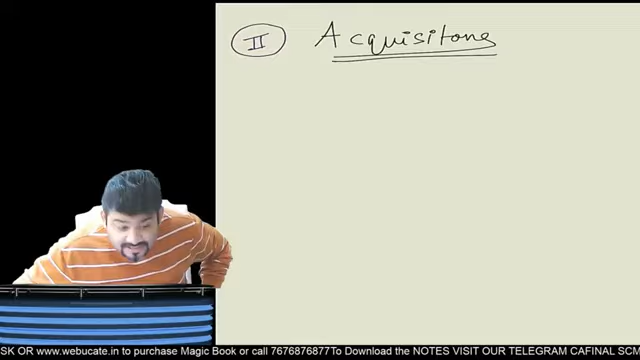 II Acquisitons
SK OR www.webucate.in to purchase Magic Book or call 7676876877To Download the NOTES VISIT OUR TELEGRAM CAFINAL SCM